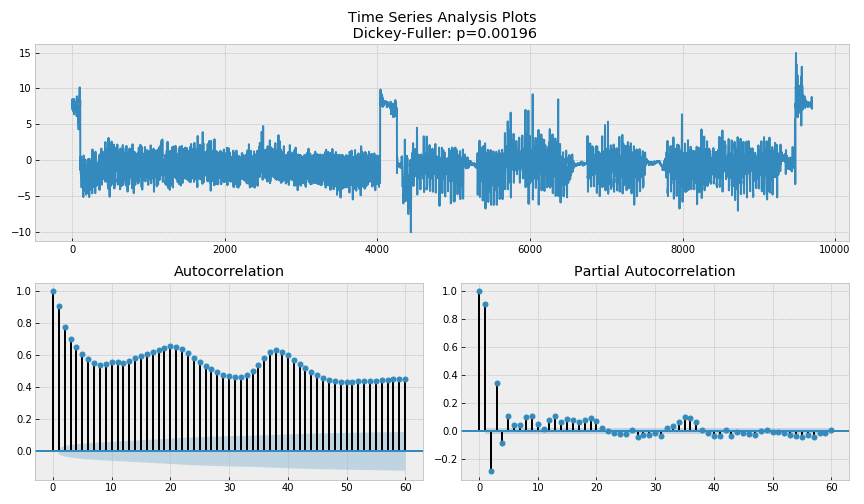 Time Series Analysis Plots
Dickey-Fuller: p=0.00196
15
10
5
0
−5
−10
0 2000 4000 6000 8000 10000
Autocorrelation
1.0
0.8
0.6
0.4
0.2
0.0
0 10 20 30 40 50 60
Partial Autocorrelation
1.0
0.8
0.6
0.4
0.2
0.0
−0.2
0 10 20 30 40 50 60